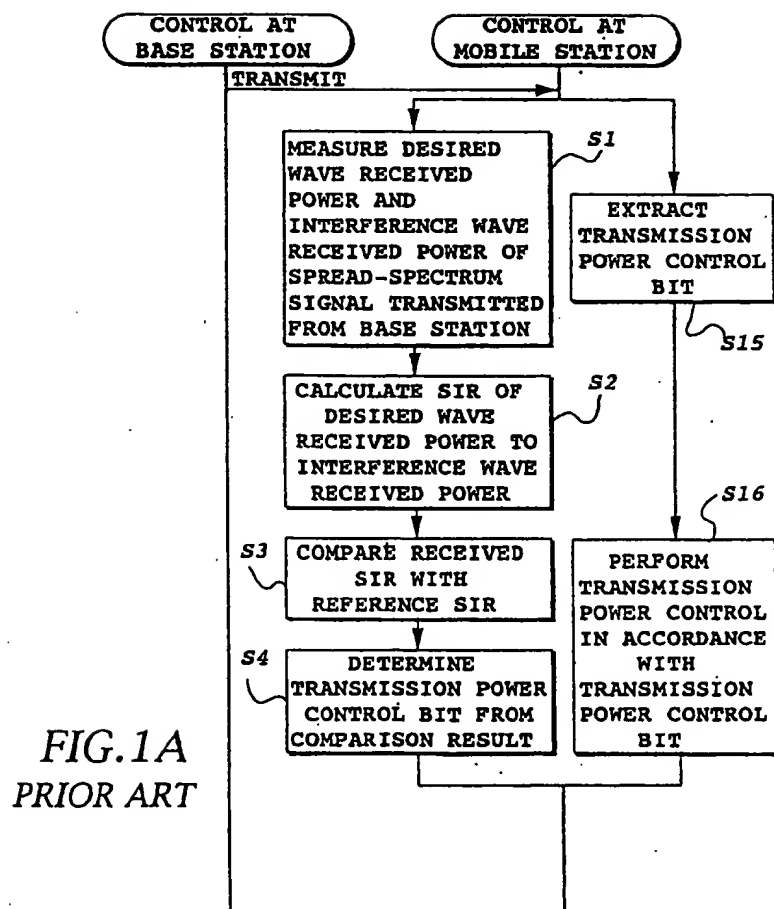 CONTROL AT
BASE STATION
CONTROL AT
MOBILE STATION
TRANSMIT
S1
MEASURE DESIRED
WAVE RECEIVED
POWER AND
INTERFERENCE WAVE
RECEIVED POWER OF
SPREAD-SPECTRUM
SIGNAL TRANSMITTED
FROM BASE STATION
EXTRACT
TRANSMISSION
POWER CONTROL
BIT
S15
S2
CALCULATE SIR OF
DESIRED WAVE
RECEIVED POWER TO
INTERFERENCE WAVE
RECEIVED POWER
S3
COMPARE RECEIVED
SIR WITH
REFERENCE SIR
S16
PERFORM
TRANSMISSION
POWER CONTROL
IN ACCORDANCE
WITH
TRANSMISSION
POWER CONTROL
BIT
S4
DETERMINE
TRANSMISSION POWER
CONTROL BIT FROM
COMPARISON RESULT
FIG.1A
PRIOR ART